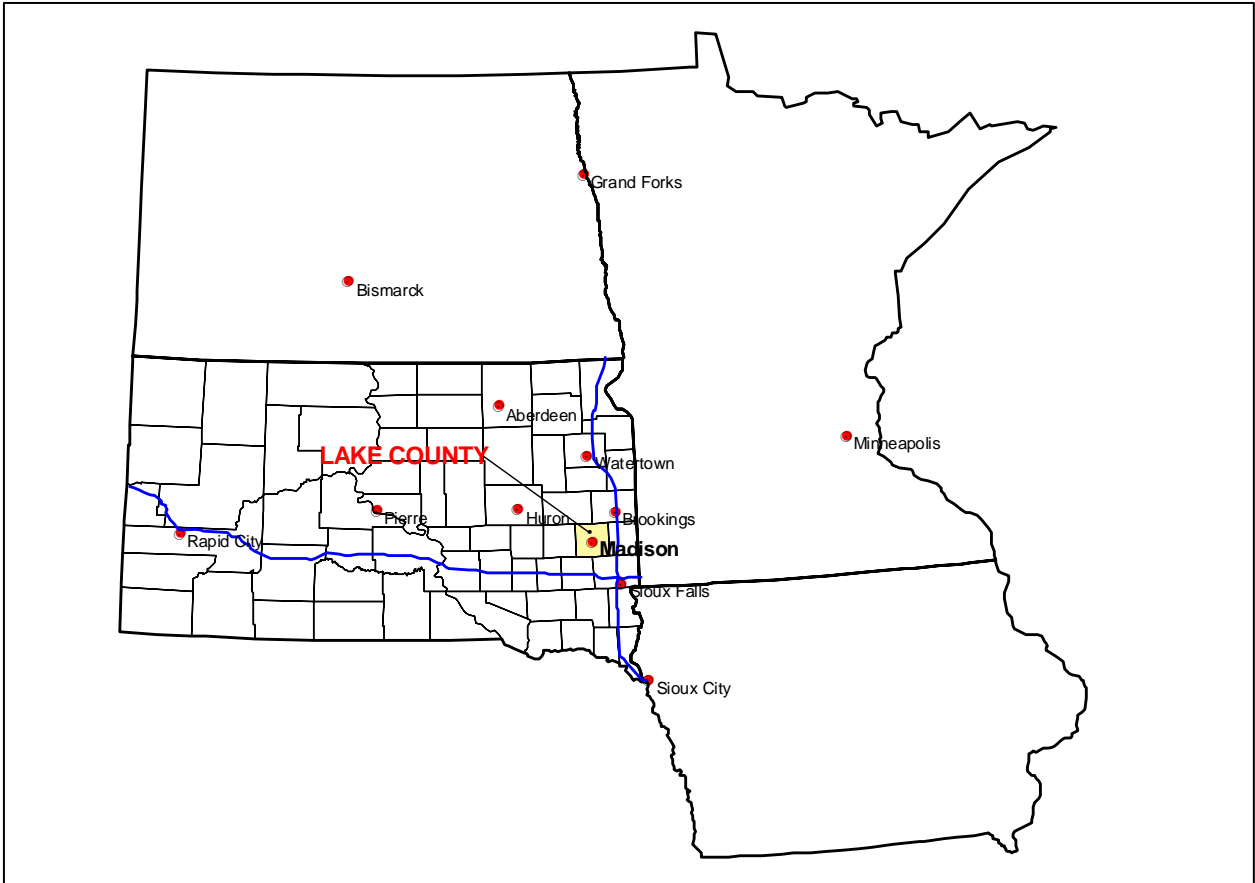 Grand Forks
Bismarck
Aberdeen
Minneapolis
LAKE COUNTY
Watertown
Pierre
Huron
Brookings
Rapid City
Madison
Sioux Falls
Sioux City